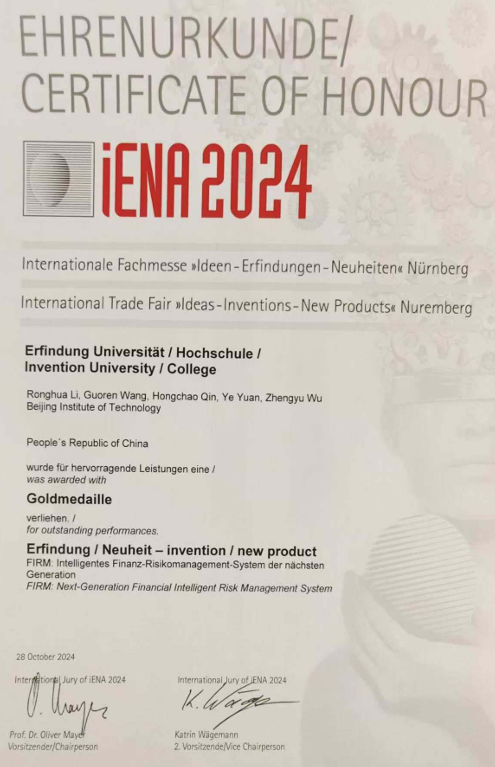 EHRENURKUNDE/
CERTIFICATE OF HONOUR
iENA 2024
Internationale Fachmesse »Ideen-Erfindungen-Neuheiten« Nürnberg
International Trade Fair »Ideas-Inventions-New Products« Nuremberg
Erfindung Universität / Hochschule /
Invention University / College
Ronghua Li, Guoren Wang, Hongchao Qin, Ye Yuan, Zhengyu Wu
Beijing Institute of Technology
People´s Republic of China
wurde für hervorragende Leistungen eine /
was awarded with
Goldmedaille
verliehen. /
for outstanding performances.
Erfindung / Neuheit – invention / new product
FIRM: Intelligentes Finanz-Risikomanagement-System der nächsten
Generation
FIRM: Next-Generation Financial Intelligent Risk Management System
28 October 2024
International Jury of iENA 2024
O. Mayer
Prof. Dr. Oliver Mayer
Vorsitzender/Chairperson
International Jury of iENA 2024
K. Wägemann
Katrin Wägemann
2. Vorsitzende/Vice Chairperson